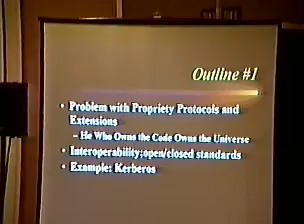 Outline #1
• Problem with Propriety Protocols and
Extensions
– He Who Owns the Code Owns the Universe
• Interoperability;open/closed standards
• Example: Kerberos